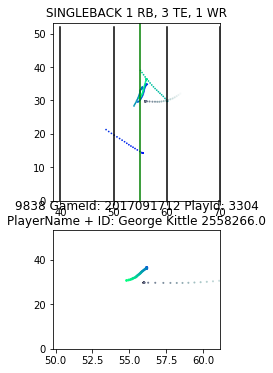 SINGLEBACK 1 RB, 3 TE, 1 WR
50
40
30
20
10
0
40 50 60 70
9838 GameId: 2017091712 PlayId: 3304
PlayerName + ID: George Kittle 2558266.0
40
20
0
50.0 52.5 55.0 57.5 60.0